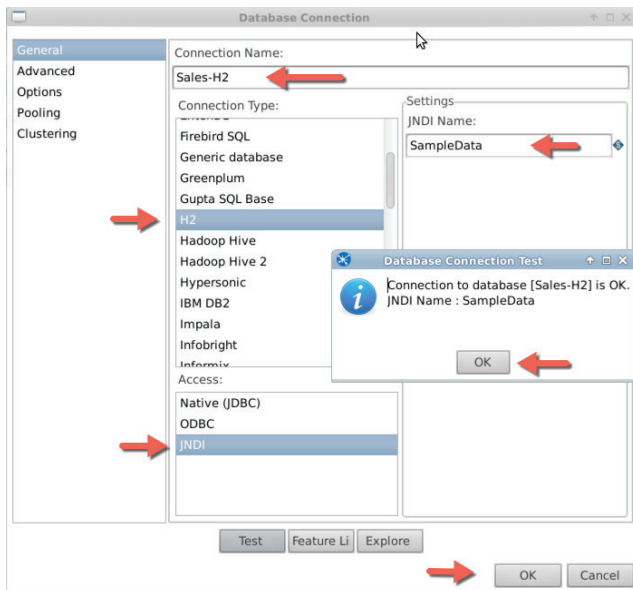 Database Connection
General
Advanced
Options
Pooling
Clustering
Connection Name:
Sales-H2
Connection Type:
Firebird SQL
Generic database
Greenplum
Gupta SQL Base
H2
Hadoop Hive
Hadoop Hive 2
Hypersonic
IBM DB2
Impala
Infobright
Informix
Access:
Native (JDBC)
ODBC
JNDI
Settings
JNDI Name:
SampleData
Database Connection Test
Connection to database [Sales-H2] is OK.
JNDI Name : SampleData
OK
Test
Feature Li
Explore
OK
Cancel